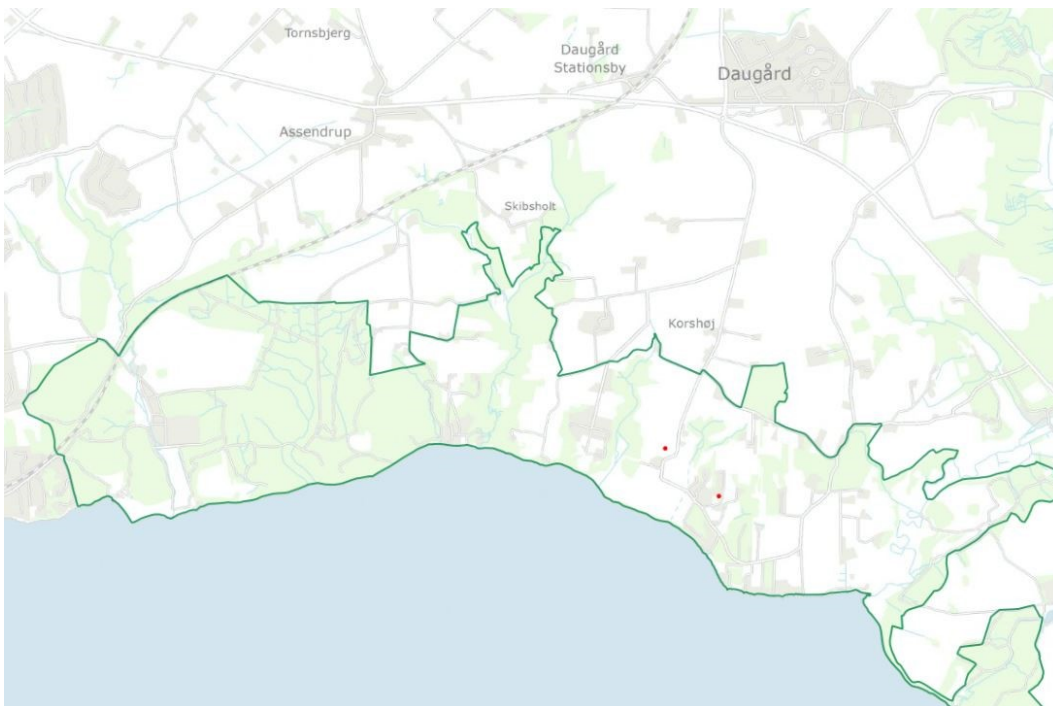 Tornsbjerg
Daugård
Stationsby
Daugård
Assendrup
Skibsholt
Korshøj